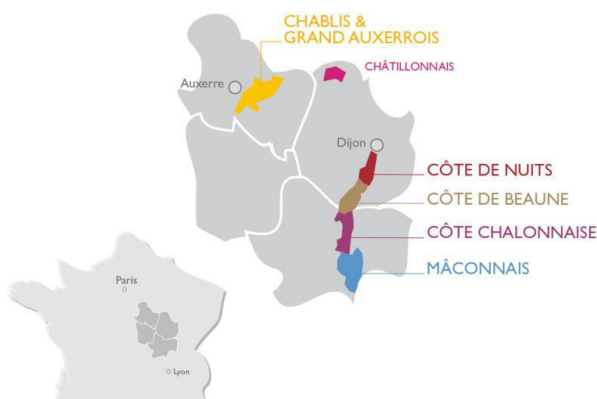 CHABLIS &
GRAND AUXERROIS
CHÂTILLONNAIS
Auxerre
Dijon
CÔTE DE NUITS
CÔTE DE BEAUNE
CÔTE CHALONNAISE
MÂCONNAIS
Paris
Lyon